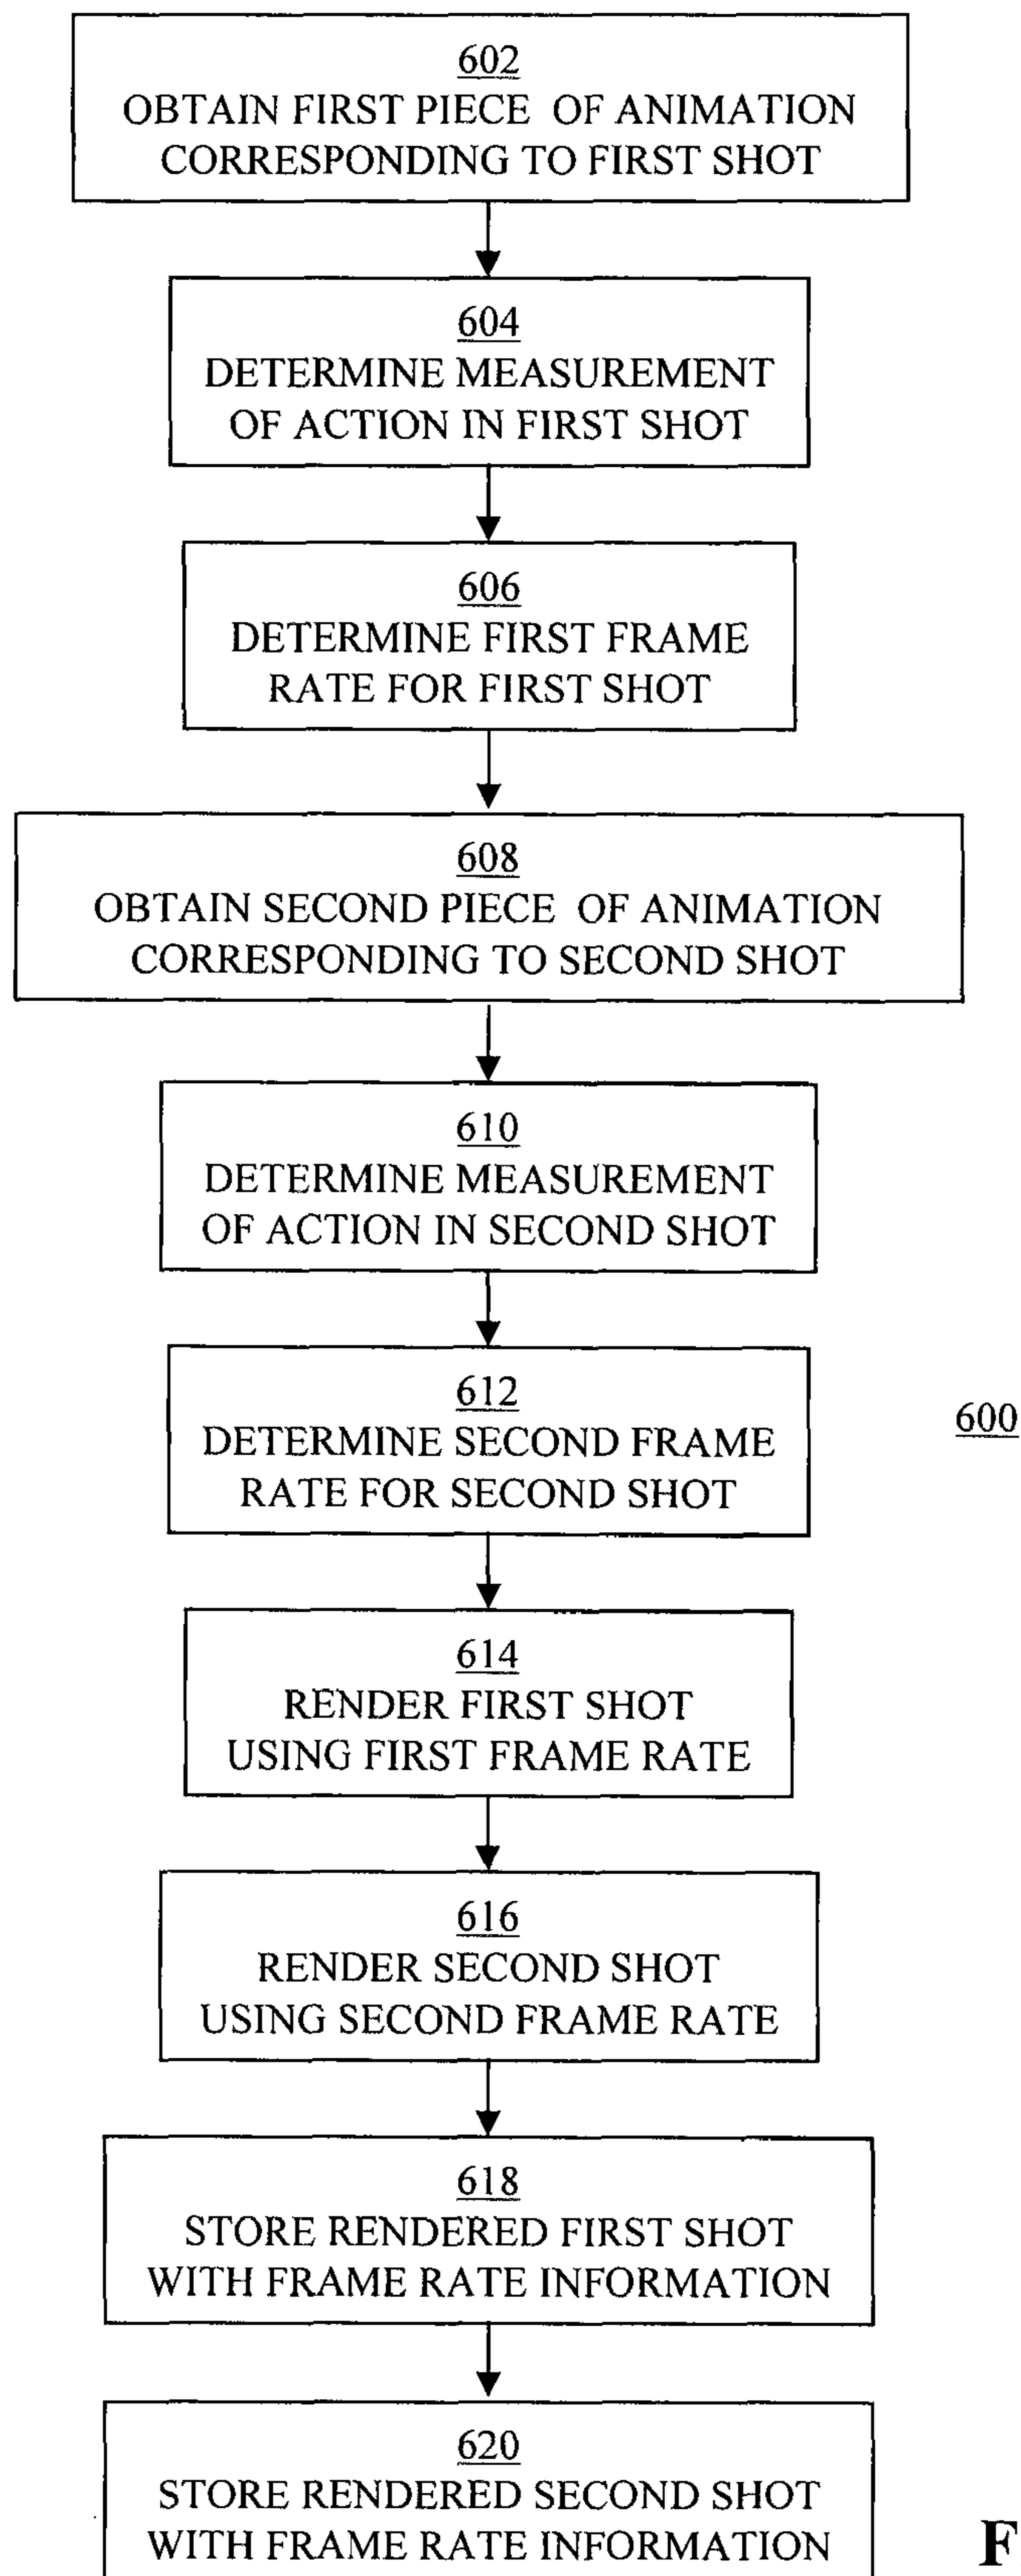 602
OBTAIN FIRST PIECE OF ANIMATION
CORRESPONDING TO FIRST SHOT
604
DETERMINE MEASUREMENT
OF ACTION IN FIRST SHOT
606
DETERMINE FIRST FRAME
RATE FOR FIRST SHOT
608
OBTAIN SECOND PIECE OF ANIMATION
CORRESPONDING TO SECOND SHOT
610
DETERMINE MEASUREMENT
OF ACTION IN SECOND SHOT
612
DETERMINE SECOND FRAME
RATE FOR SECOND SHOT
600
614
RENDER FIRST SHOT
USING FIRST FRAME RATE
616
RENDER SECOND SHOT
USING SECOND FRAME RATE
618
STORE RENDERED FIRST SHOT
WITH FRAME RATE INFORMATION
620
STORE RENDERED SECOND SHOT
WITH FRAME RATE INFORMATION
F